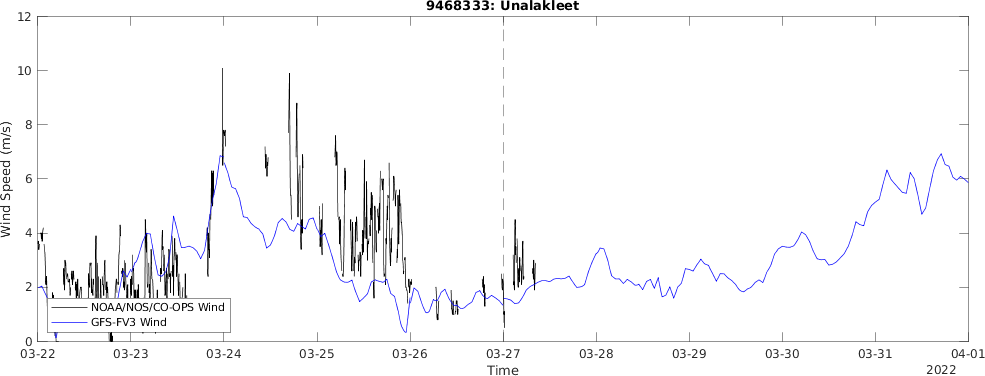 9468333: Unalakleet
12
10
8
6
4
2
0
Wind Speed (m/s)
NOAA/NOS/CO-OPS Wind
GFS-FV3 Wind
03-22 03-23 03-24 03-25 03-26 03-27 03-28 03-29 03-30 03-31 04-01
Time
2022